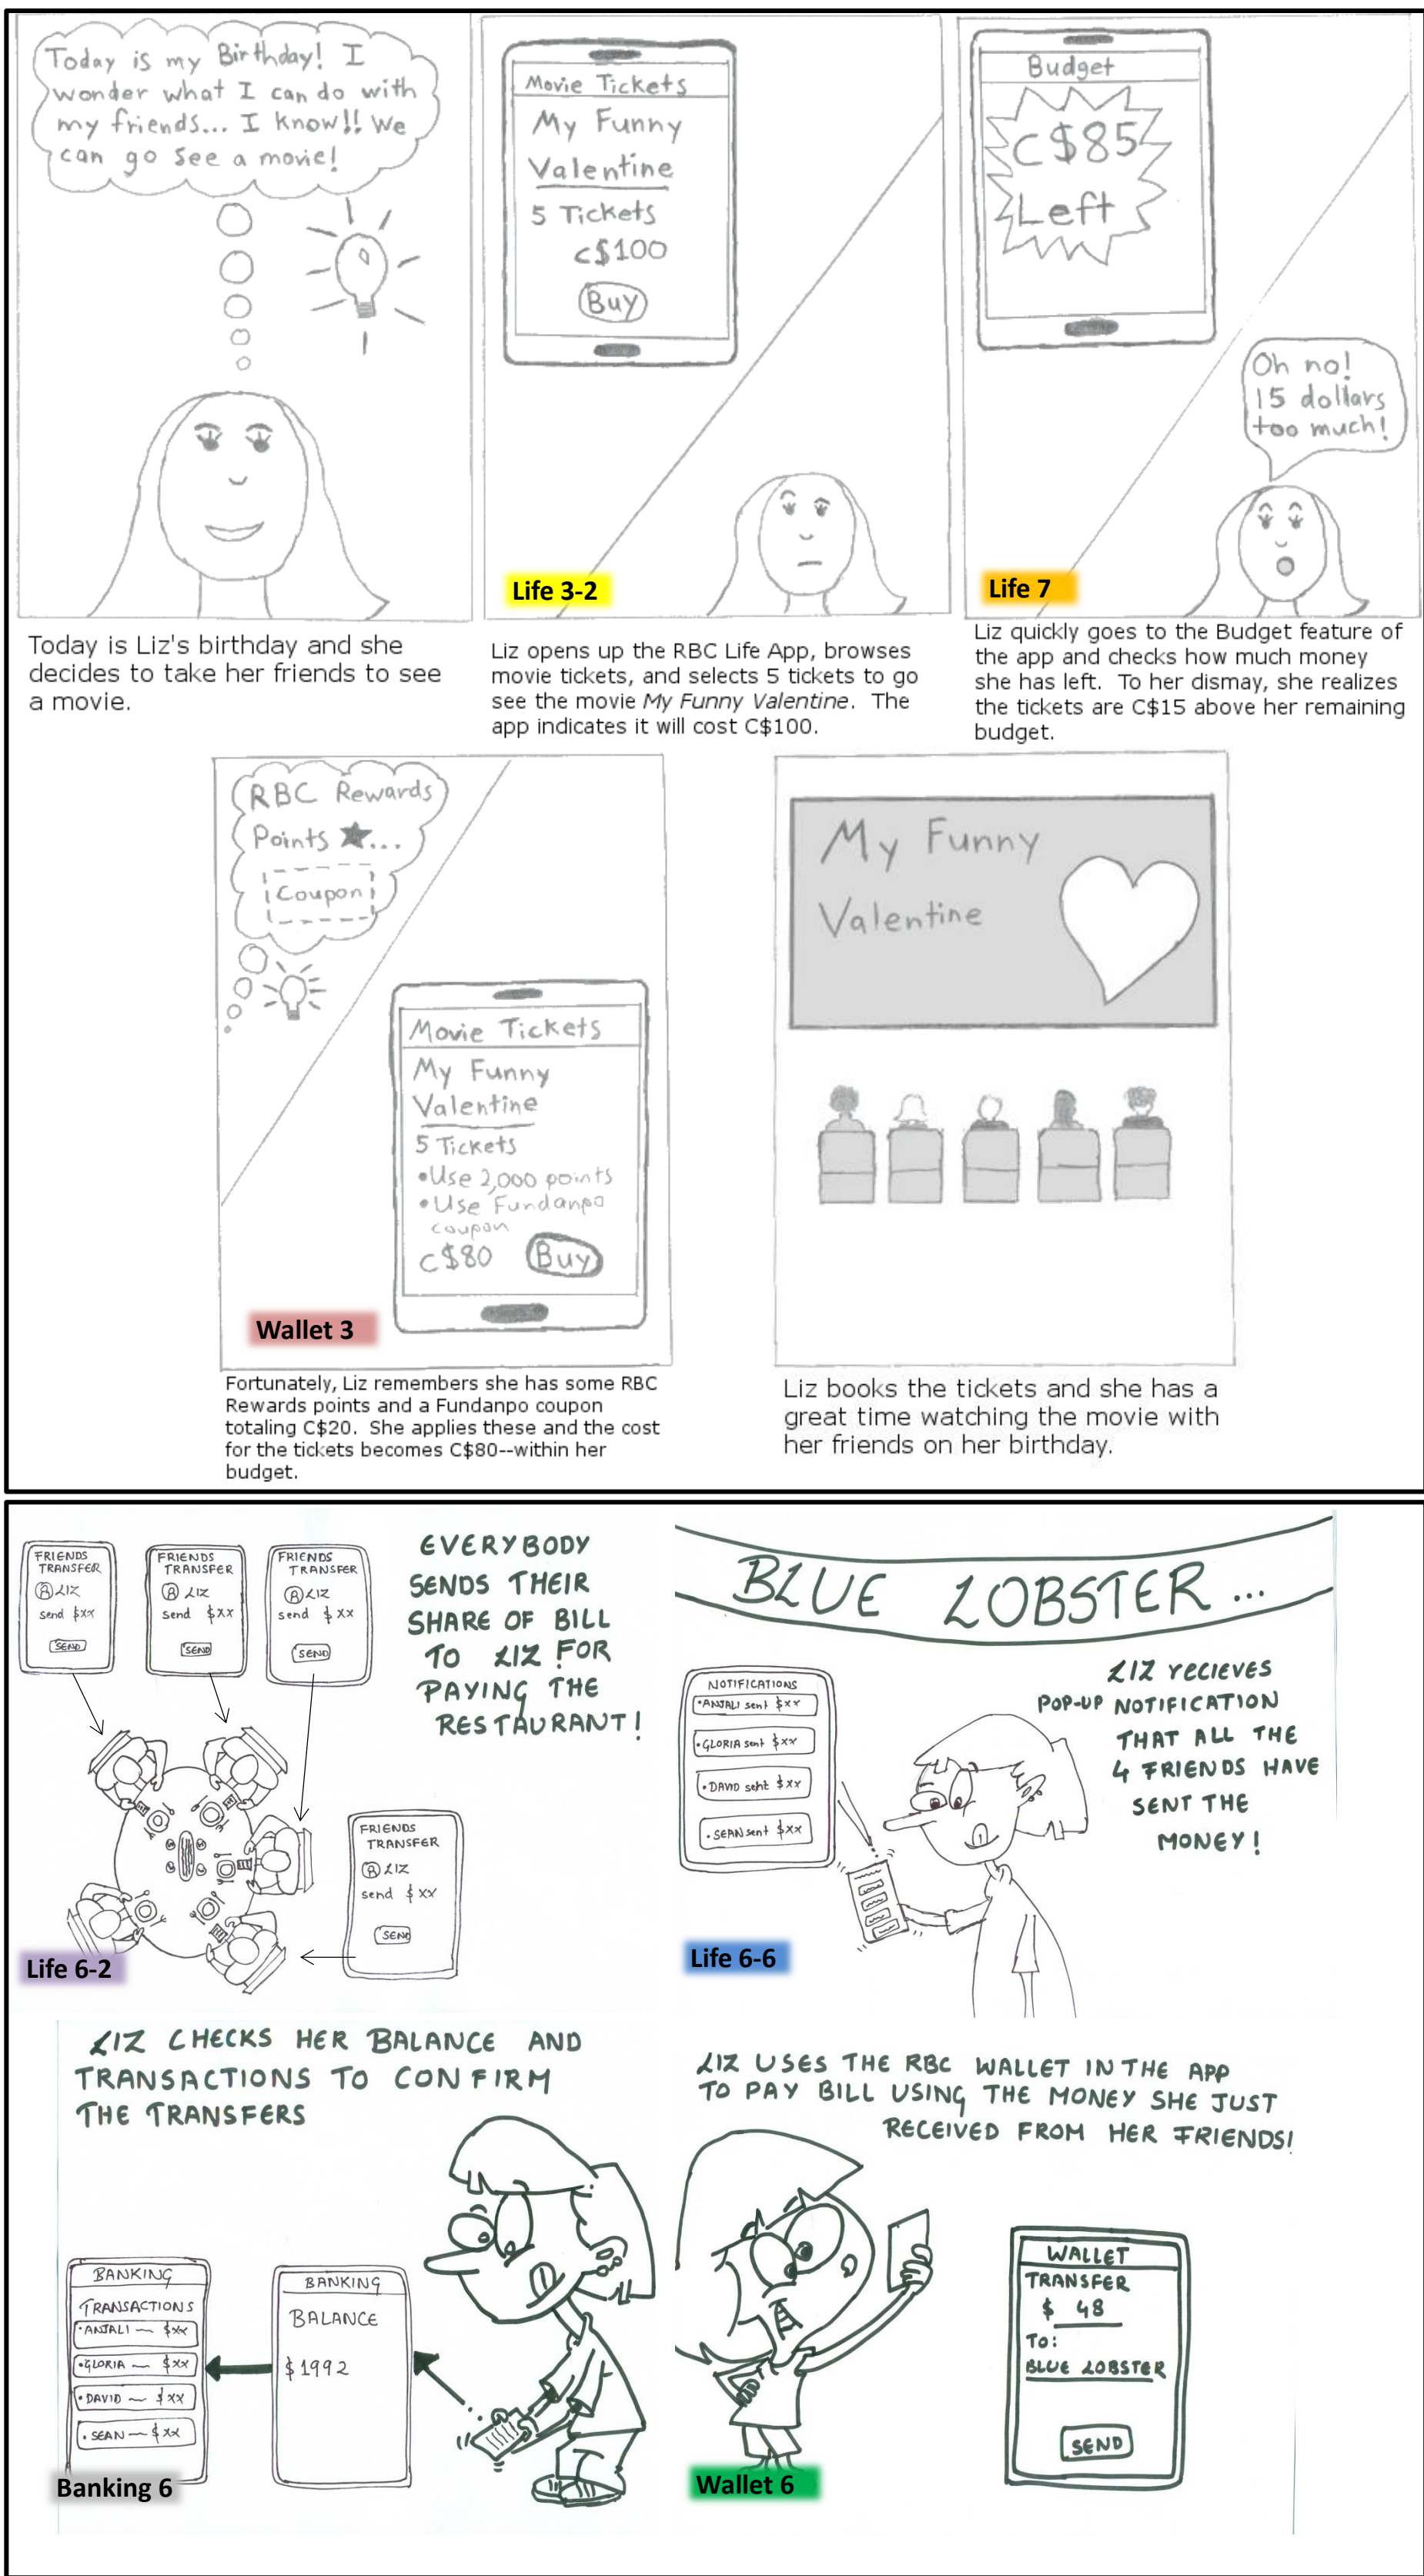 Today is my Birthday! I
wonder what I can do with
my friends... I know!! We
can go see a movie!
Movie Tickets
My Funny
Valentine
5 Tickets
C$100
Buy
Life 3-2
Budget
C$85
Left
Oh no!
15 dollars
too much!
Life 7
Today is Liz's birthday and she
decides to take her friends to see
a movie.
Liz opens up the RBC Life App, browses
movie tickets, and selects 5 tickets to go
see the movie My Funny Valentine. The
app indicates it will cost C$100.
Liz quickly goes to the Budget feature of
the app and checks how much money
she has left. To her dismay, she realizes
the tickets are C$15 above her remaining
budget.
RBC Rewards
Points ★...
Coupon
Movie Tickets
My Funny
Valentine
5 Tickets
•Use 2,000 points
•Use Fundanpo
coupon
C$80 Buy
Wallet 3
Fortunately, Liz remembers she has some RBC
Rewards points and a Fundanpo coupon
totaling C$20. She applies these and the cost
for the tickets becomes C$80--within her
budget.
My Funny
Valentine
Liz books the tickets and she has a
great time watching the movie with
her friends on her birthday.
FRIENDS
TRANSFER
LIZ
send $xx
SEND
FRIENDS
TRANSFER
LIZ
send $xx
SEND
FRIENDS
TRANSFER
LIZ
send $xx
SEND
EVERYBODY
SENDS THEIR
SHARE OF BILL
TO LIZ FOR
PAYING THE
RESTAURANT!
FRIENDS
TRANSFER
LIZ
send $xx
SEND
Life 6-2
BLUE LOBSTER...
NOTIFICATIONS
•ANJALI sent $xx
•GLORIA sent $xx
•DAVID sent $xx
•SEAN sent $xx
LIZ RECIEVES
POP-UP NOTIFICATION
THAT ALL THE
4 FRIENDS HAVE
SENT THE
MONEY!
Life 6-6
LIZ CHECKS HER BALANCE AND
TRANSACTIONS TO CONFIRM
THE TRANSFERS
BANKING
TRANSACTIONS
•ANJALI — $xx
•GLORIA — $xx
•DAVID — $xx
•SEAN — $xx
BANKING
BALANCE
$1992
Banking 6
LIZ USES THE RBC WALLET IN THE APP
TO PAY BILL USING THE MONEY SHE JUST
RECEIVED FROM HER FRIENDS!
WALLET
TRANSFER
$ 48
TO:
BLUE LOBSTER
SEND
Wallet 6